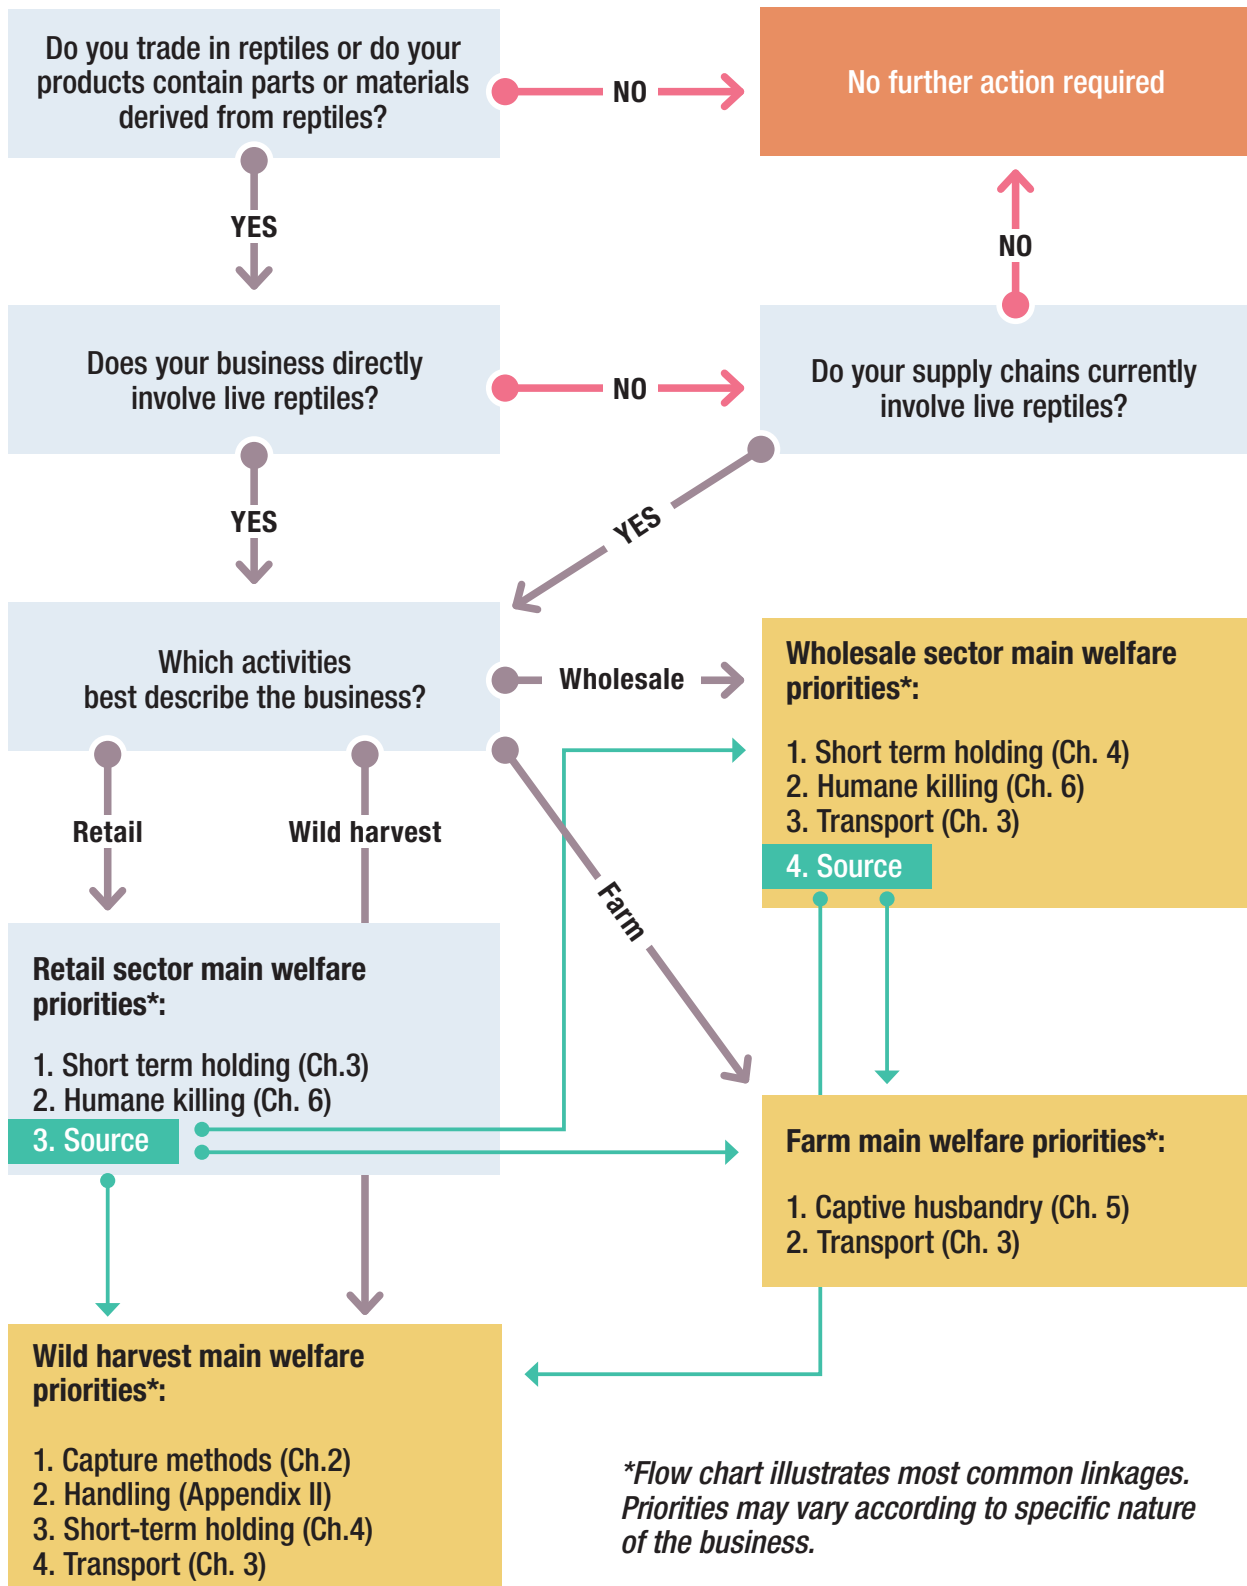 Do you trade in reptiles or do your
products contain parts or materials
derived from reptiles?
NO
No further action required
YES
NO
Does your business directly
involve live reptiles?
NO
Do your supply chains currently
involve live reptiles?
YES
YES
Which activities
best describe the business?
Wholesale
Wholesale sector main welfare
priorities*:
1. Short term holding (Ch. 4)
2. Humane killing (Ch. 6)
3. Transport (Ch. 3)
4. Source
Retail
Wild harvest
Farm
Retail sector main welfare
priorities*:
1. Short term holding (Ch.3)
2. Humane killing (Ch. 6)
3. Source
Farm main welfare priorities*:
1. Captive husbandry (Ch. 5)
2. Transport (Ch. 3)
Wild harvest main welfare
priorities*:
1. Capture methods (Ch.2)
2. Handling (Appendix II)
3. Short-term holding (Ch.4)
4. Transport (Ch. 3)
*Flow chart illustrates most common linkages.
Priorities may vary according to specific nature
of the business.